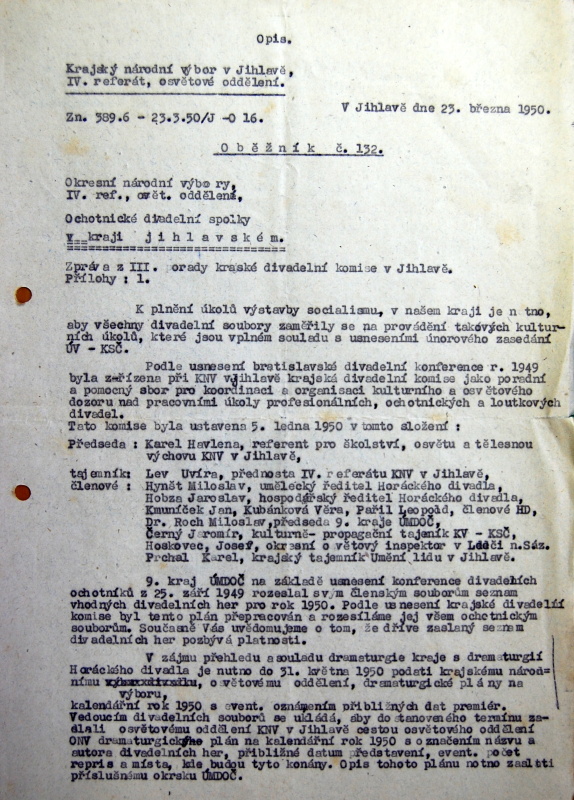 Opis.
Krajský národní výbor v Jihlavě,
IV. referát, osvětové oddělení.
V Jihlavě dne 23. března 1950.
Zn. 389.6 - 23.3.50/J -O 16.
Oběžník č. 132.
Okresní národní výbory,
IV. ref., osvět. oddělená,
Ochotnické divadelní spolky
v kraji jihlavském.
Zpráva z III. porady krajské divadelní komise v Jihlavě.
Přílohy : 1.
K plnění úkolů výstavby socialismu, v našem kraji je nutno,
aby všechny divadelní soubory zaměřily se na provádění takových kultur-
ních úkolů, které jsou vplném souladu s usneseními únorového zasedání
ÚV - KSČ.
Podle usnesení bratislavské divadelní konference r. 1949
byla zřízena při KNV vJihlavě krajská divadelní komise jako poradní
a pomocný sbor pro koordinaci a organisaci kulturního a osvětového
dozoru nad pracovními úkoly profesionálních, ochotnických a loutkových
divadel.
Tato komise byla ustavena 5. ledna 1950 v tomto složení :
Předseda : Karel Havlena, referent pro školství, osvětu a tělesnou
výchovu KNV v Jihlavě,
tajemník: Lev Uvíra, přednosta IV. referátu KNV v Jihlavě,
členové : Hynšt Miloslav, umělecký ředitel Horáckého divadla,
Hobza Jaroslav, hospodářský ředitel Horáckého divadla,
Kmuníček Jan, Kubánková Věra, Pařil Leopold, členové HD,
Dr. Roch Miloslav,předseda 9. kraje ÚMDOČ,
Černý Jaromír, kulturně- propagační tajemník KV - KSČ,
Hoskovec, Josef, okresní osvětový inspektor v Ledči n.Sáz.
Prchal Karel, krajský tajemník Umění lidu v Jihlavě.
9. kraj ÚMDOČ na základě usnesení konference divadelních
ochotníků z 25. září 1949 rozeslal svým členským souborům seznam
vhodných divadelních her pro rok 1950. Podle usnesení krajské divadelní
komise byl tento plán přepracován a rozesíláme jej všem ochotnickým
souborům. Současně Vás uvědomujeme o tom, že dříve zaslaný seznam
divadelních her pozbývá platnosti.
V zájmu přehledu asouladu dramaturgie kraje s dramaturgií
Horáckého divadla je nutno do 31. května 1950 podati krajskému národ-
nímu osvětovému oddělení, dramaturgické plány na
výboru,
kalendářní rok 1950 s event. oznámením přibližných dat premiér.
Vedoucím divadelních souborů se ukládá, aby do stanoveného termínu za-
slali osvětovému oddělení KNV v Jihlavě cestou osvětového oddělení
ONV dramaturgického plán na kalendářní rok 1950 s označením názvu a
autora divadelních her, přibližné datum představení, event. počet
repris a místa, kde budou tyto konány. Opis tohoto plánu nutno zaslati
příslušnému okrsku ÚMDOČ.